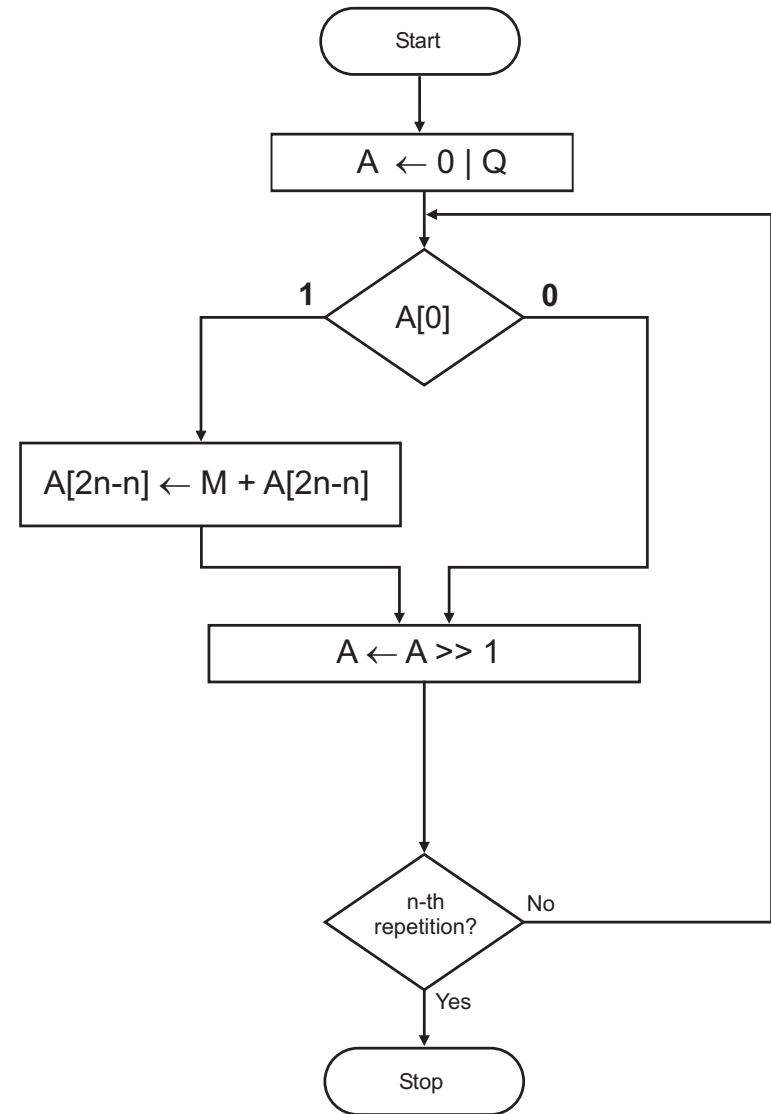 Start
A ← 0 | Q
1
0
A[0]
A[2n-n] ← M + A[2n-n]
A ← A >> 1
n-th
repetition?
No
Yes
Stop